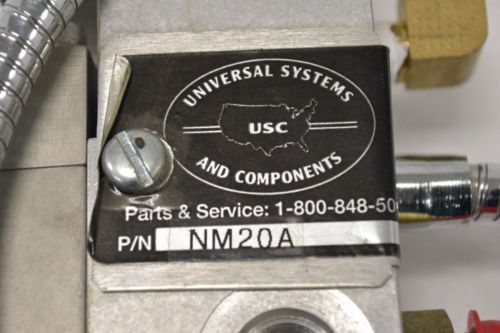 UNIVERSAL SYSTEMS
USC
AND COMPONENTS
Parts & Service: 1-800-848-50
P/N NM20A